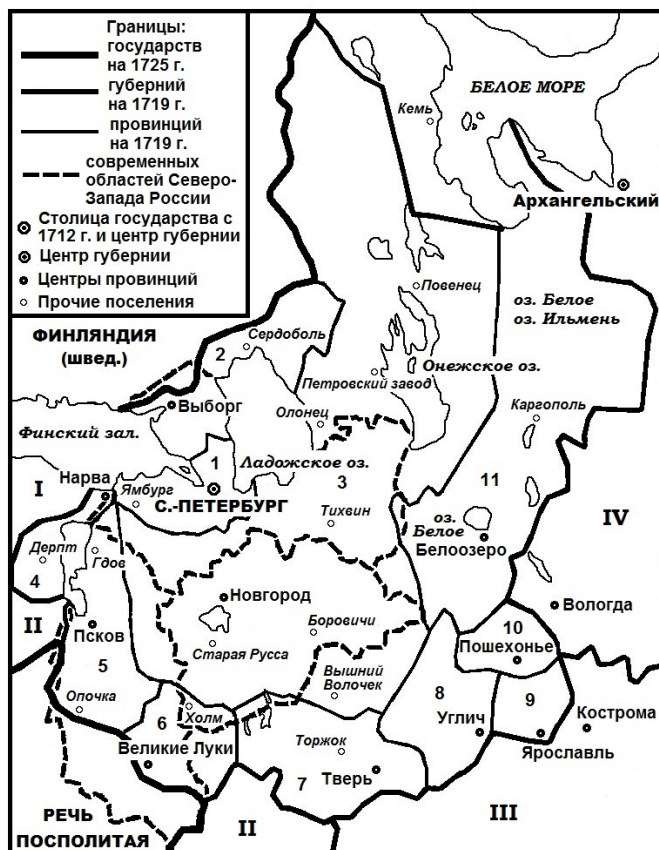 Границы:
государств
на 1725 г.
губерний
на 1719 г.
провинций
на 1719 г.
современных
областей Северо-
Запада России
Столица государства с
1712 г. и центр губернии
Центр губернии
Центры провинций
Прочие поселения
БЕЛОЕ МОРЕ
Кемь
Архангельский
Повенец
оз. Белое
оз. Ильмень
ФИНЛЯНДИЯ
(швед.)
2
Сердоболь
Онежское оз.
Петровский завод
Выборг
Каргополь
Олонец
Финский зал.
1
Ладожское оз.
11
I
Нарва
Ямбург
С.-ПЕТЕРБУРГ
3
Тихвин
оз.
Белое
Белоозеро
IV
Дерпт
4
Гдов
Новгород
Вологда
II
Псков
Боровичи
10
Пошехонье
5
Старая Русса
Вышний
Волочек
8
9
Опочка
6
Холм
Углич
Кострома
Великие Луки
Торжок
Ярославль
7
Тверь
РЕЧЬ
ПОСПОЛИТАЯ
II
III